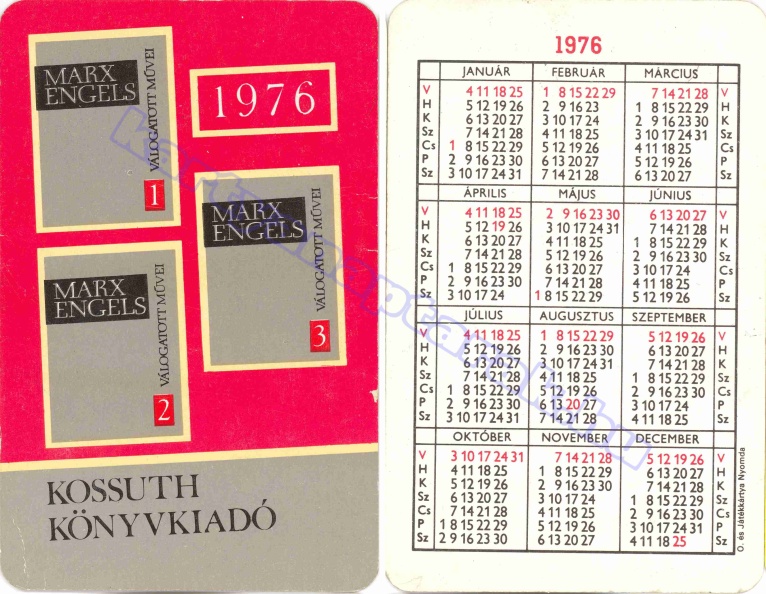 MARX
ENGELS
VÁLOGATOTT MŰVEI
1
1976
MARX
ENGELS
VÁLOGATOTT MŰVEI
3
MARX
ENGELS
VÁLOGATOTT MŰVEI
2
KOSSUTH
KÖNYVKIADÓ
kartyanaptarok.hu
1976
JANUÁR FEBRUÁR MÁRCIUS
V 4 11 18 25 1 8 15 22 29 7 14 21 28 V
H 5 12 19 26 2 9 16 23 1 8 15 22 29 H
K 6 13 20 27 3 10 17 24 2 9 16 23 30 K
Sz 7 14 21 28 4 11 18 25 3 10 17 24 31 Sz
Cs 1 8 15 22 29 5 12 19 26 4 11 18 25 Cs
P 2 9 16 23 30 6 13 20 27 5 12 19 26 P
Sz 3 10 17 24 31 7 14 21 28 6 13 20 27 Sz
ÁPRILIS MÁJUS JÚNIUS
V 4 11 18 25 2 9 16 23 30 6 13 20 27 V
H 5 12 19 26 3 10 17 24 31 7 14 21 28 H
K 6 13 20 27 4 11 18 25 1 8 15 22 29 K
Sz 7 14 21 28 5 12 19 26 2 9 16 23 30 Sz
Cs 1 8 15 22 29 6 13 20 27 3 10 17 24 Cs
P 2 9 16 23 30 7 14 21 28 4 11 18 25 P
Sz 3 10 17 24 1 8 15 22 29 5 12 19 26 Sz
JÚLIUS AUGUSZTUS SZEPTEMBER
V 4 11 18 25 1 8 15 22 29 5 12 19 26 V
H 5 12 19 26 2 9 16 23 30 6 13 20 27 H
K 6 13 20 27 3 10 17 24 31 7 14 21 28 K
Sz 7 14 21 28 4 11 18 25 1 8 15 22 29 Sz
Cs 1 8 15 22 29 5 12 19 26 2 9 16 23 30 Cs
P 2 9 16 23 30 6 13 20 27 3 10 17 24 P
Sz 3 10 17 24 31 7 14 21 28 4 11 18 25 Sz
OKTÓBER NOVEMBER DECEMBER
V 3 10 17 24 31 7 14 21 28 5 12 19 26 V
H 4 11 18 25 1 8 15 22 29 6 13 20 27 H
K 5 12 19 26 2 9 16 23 30 7 14 21 28 K
Sz 6 13 20 27 3 10 17 24 1 8 15 22 29 Sz
Cs 7 14 21 28 4 11 18 25 2 9 16 23 30 Cs
P 1 8 15 22 29 5 12 19 26 3 10 17 24 31 P
Sz 2 9 16 23 30 6 13 20 27 4 11 18 25 Sz
O. és Játékkártya Nyomda